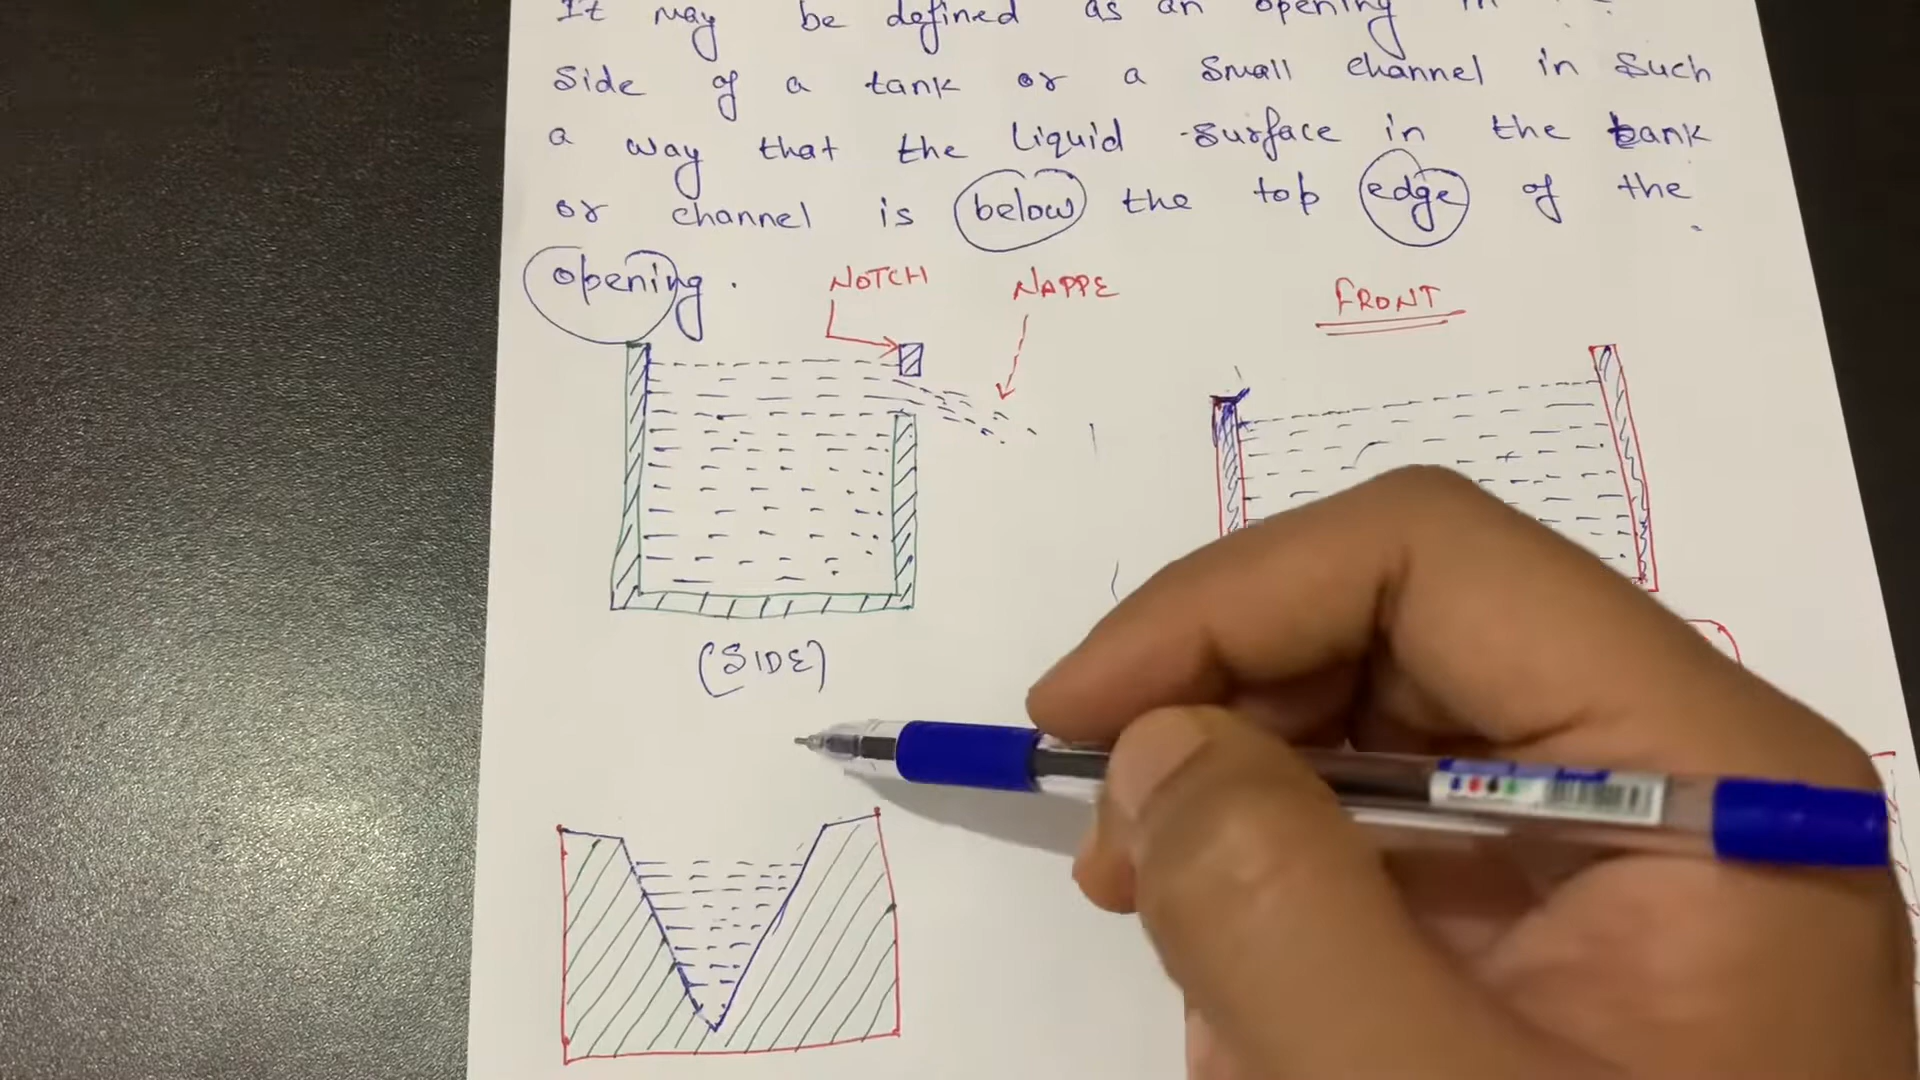 It may be defined as an opening in
Side of a tank or a Small channel in such
a way that the liquid surface in the tank
or channel is below the top edge of the
opening.
NOTCH
NAPPE
FRONT
(SIDE)